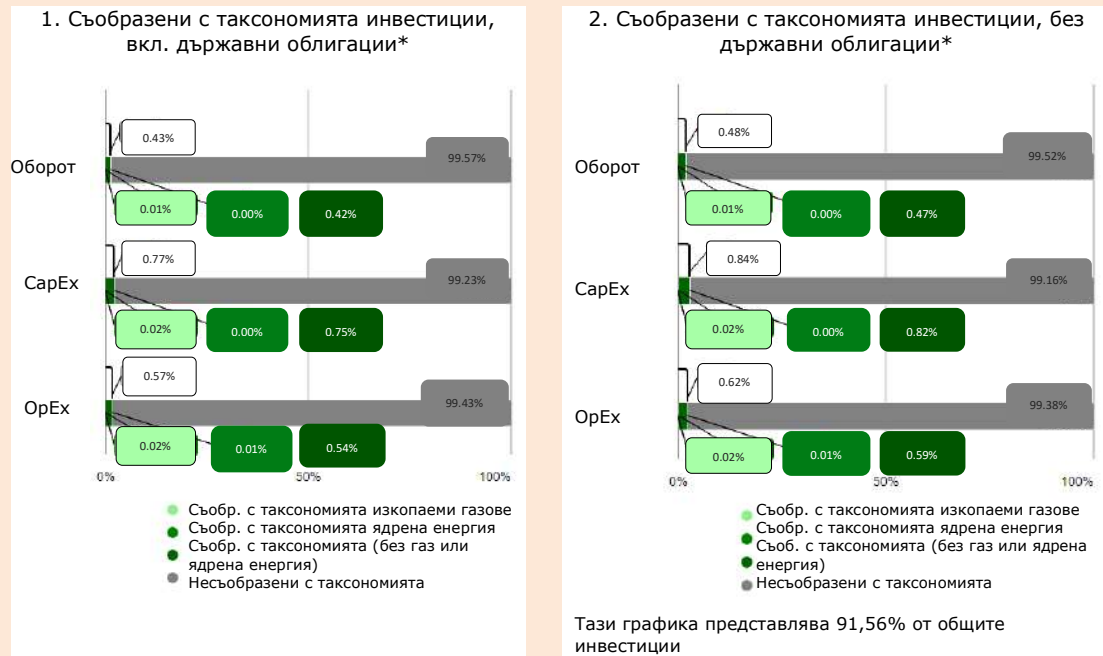 1. Съобразени с таксономията инвестиции,
вкл. държавни облигации*
0.43%
99.57%
Оборот
0.01%
0.00%
0.42%
0.77%
99.23%
CapEx
0.02%
0.00%
0.75%
0.57%
99.43%
OpEx
0.02%
0.01%
0.54%
0%
50%
100%
Съобр. с таксономията изкопаеми газове
Съобр. с таксономията ядрена енергия
Съобр. с таксономията (без газ или
ядрена енергия)
Несъобразени с таксономията
2. Съобразени с таксономията инвестиции, без
държавни облигации*
0.48%
99.52%
Оборот
0.01%
0.00%
0.47%
0.84%
99.16%
CapEx
0.02%
0.00%
0.82%
0.62%
99.38%
OpEx
0.02%
0.01%
0.59%
0%
50%
100%
Съобр. с таксономията изкопаеми газове
Съобр. с таксономията ядрена енергия
Съоб. с таксономията (без газ или ядрена
енергия)
Несъобразени с таксономията
Тази графика представлява 91,56% от общите
инвестиции